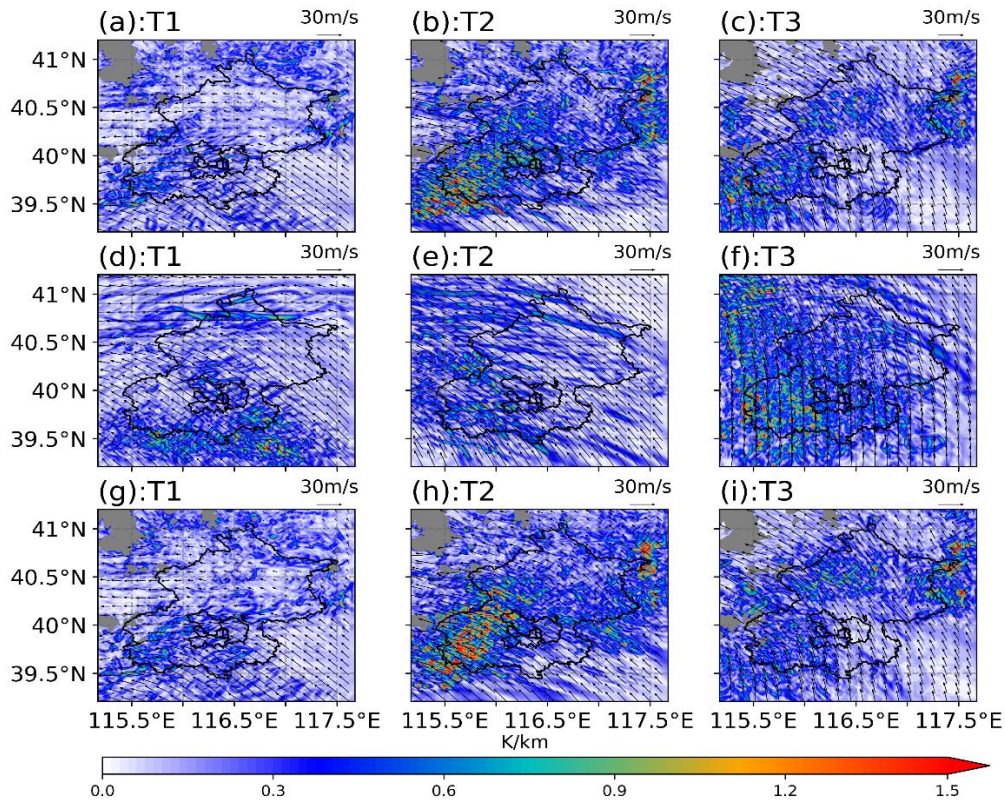 (a):T1 30m/s (b):T2 30m/s (c):T3 30m/s
41°N
40.5°N
40°N
39.5°N
(d):T1 30m/s (e):T2 30m/s (f):T3 30m/s
41°N
40.5°N
40°N
39.5°N
(g):T1 30m/s (h):T2 30m/s (i):T3 30m/s
41°N
40.5°N
40°N
39.5°N
115.5°E 116.5°E 117.5°E 115.5°E 116.5°E 117.5°E 115.5°E 116.5°E 117.5°E
K/km
0.0 0.3 0.6 0.9 1.2 1.5